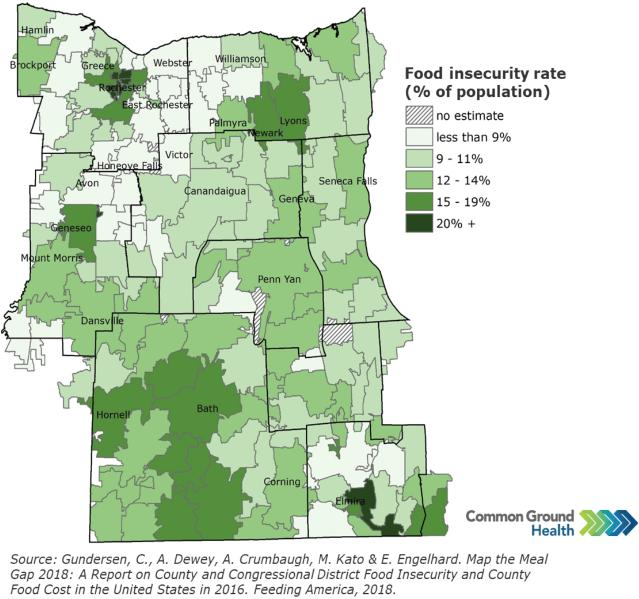 Hamlin
Brockport
Greece
Webster
Williamson
Rochester
East Rochester
Palmyra
Lyons
Newark
Honeoye Falls
Victor
Avon
Canandaigua
Seneca Falls
Geneva
Geneseo
Mount Morris
Penn Yan
Dansville
Hornell
Bath
Corning
Elmira
Food insecurity rate
(% of population)
no estimate
less than 9%
9 - 11%
12 - 14%
15 - 19%
20% +
Common Ground
Health
Source: Gundersen, C., A. Dewey, A. Crumbaugh, M. Kato & E. Engelhard. Map the Meal
Gap 2018: A Report on County and Congressional District Food Insecurity and County
Food Cost in the United States in 2016. Feeding America, 2018.